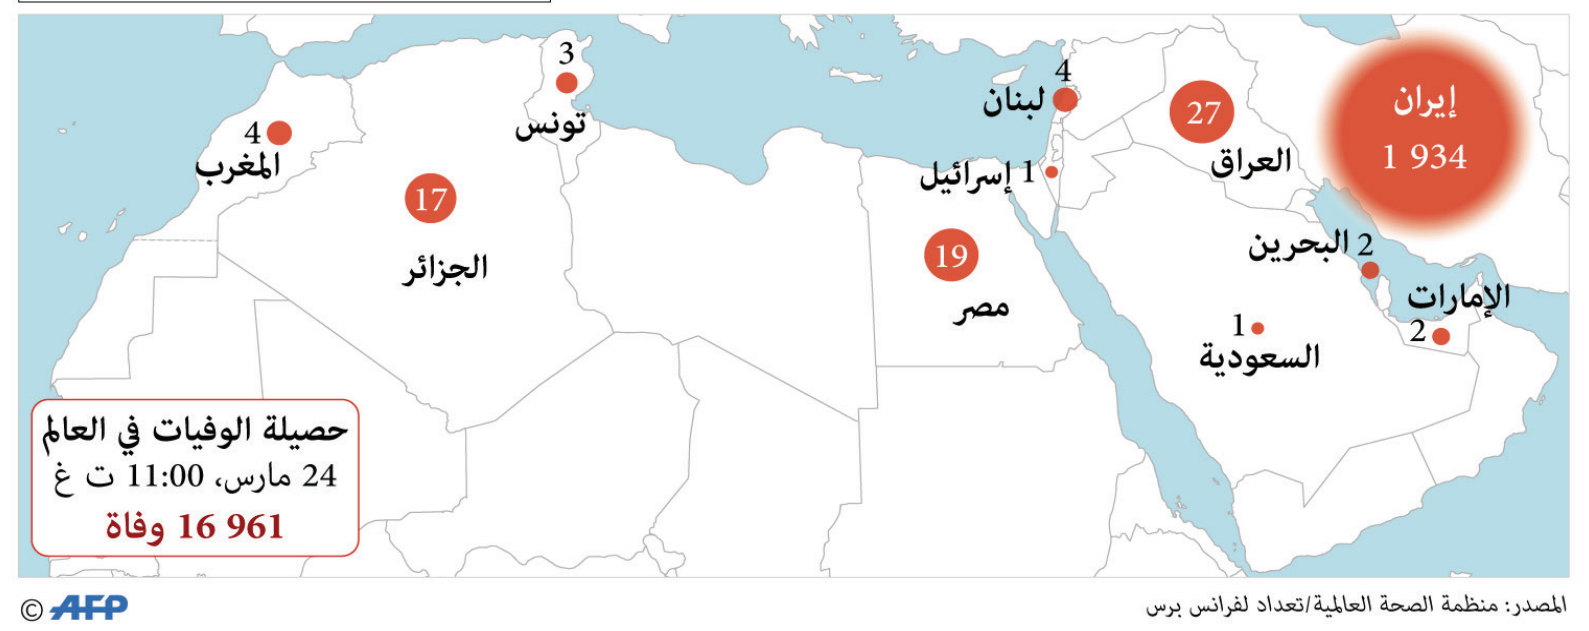 3
تونس
4
المغرب
17
الجزائر
4
لبنان
27
العراق
إيران
1 934
1 إسرائيل
19
مصر
2 البحرين
الإمارات
2
1
السعودية
حصيلة الوفيات في العالم
24 مارس، 11:00 ت غ
16 961 وفاة
المصدر: منظمة الصحة العالمية/تعداد لفرانس برس
© AFP